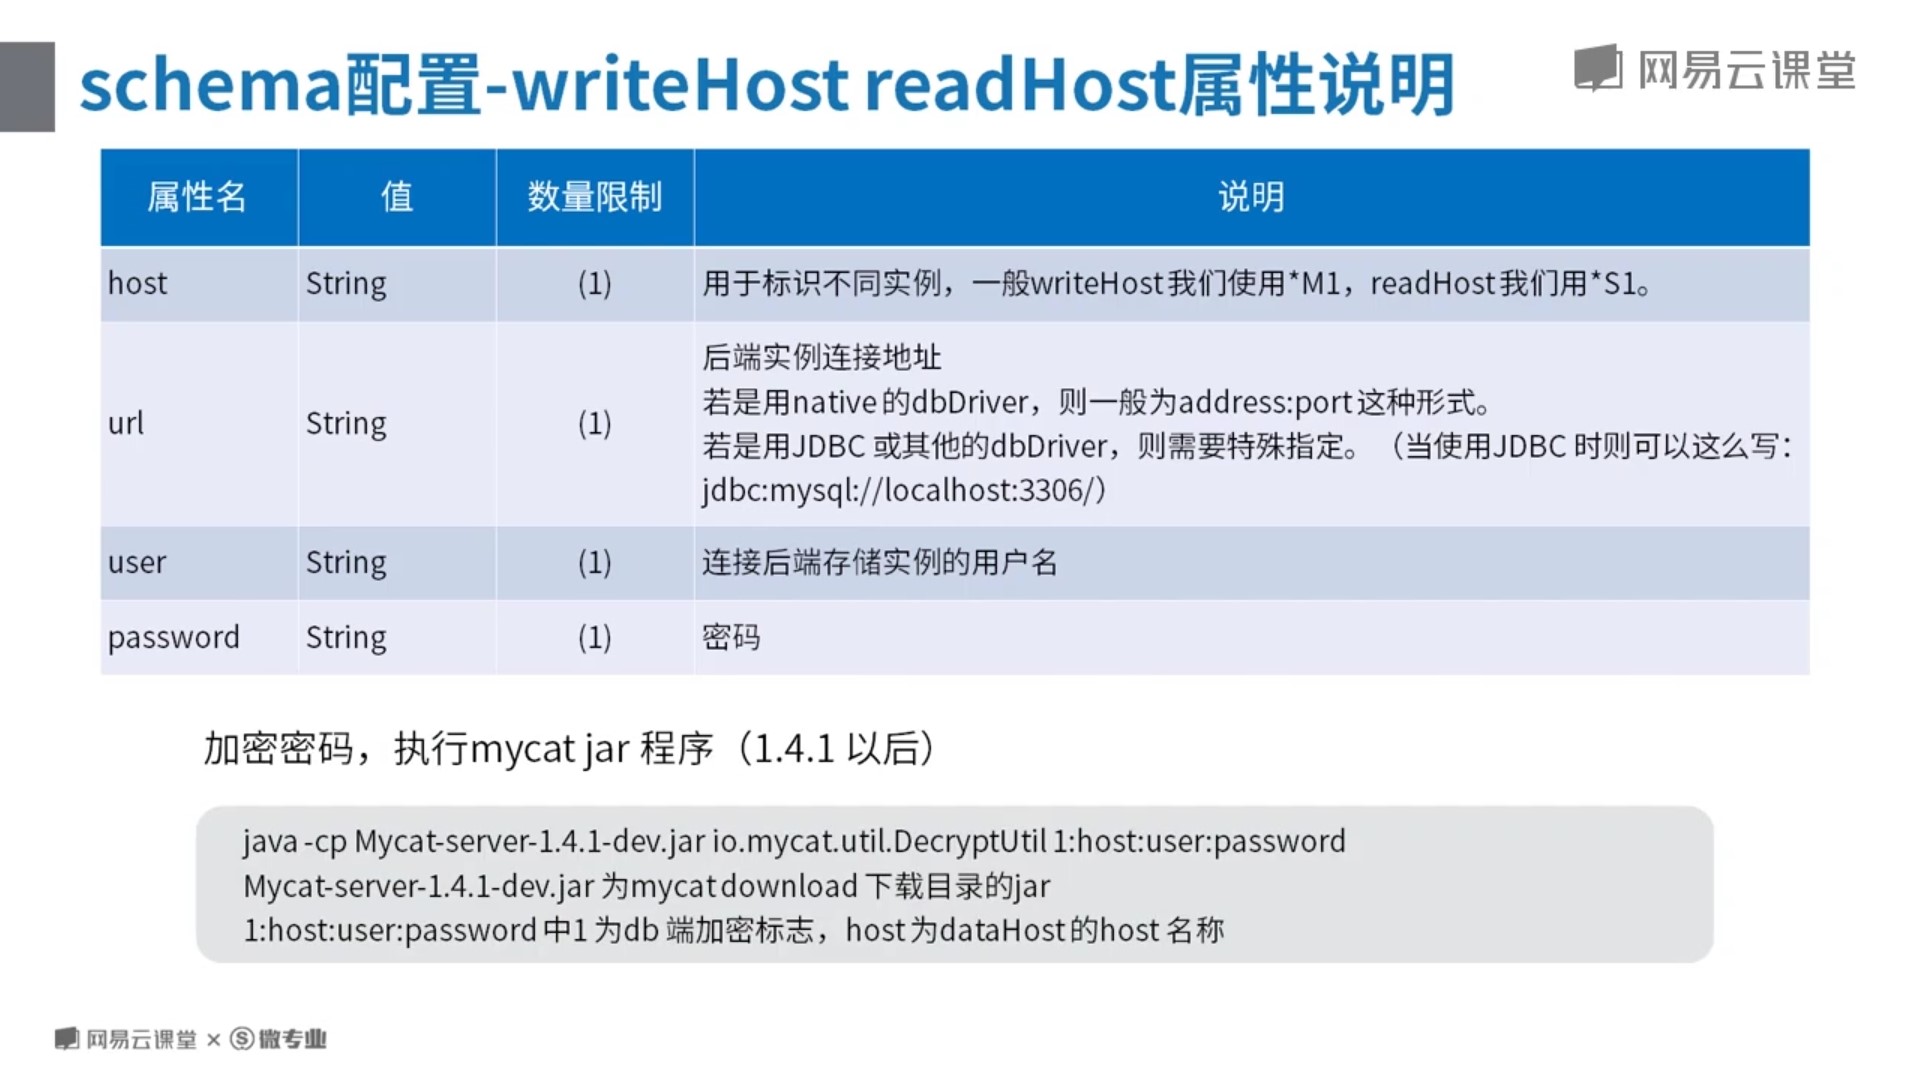 schema配置-writeHost readHost属性说明
网易云课堂
属性名 值 数量限制 说明
host String (1) 用于标识不同实例，一般writeHost我们使用*M1，readHost我们用*S1。
后端实例连接地址
若是用native的dbDriver，则一般为address:port这种形式。
url String (1)
若是用JDBC 或其他的dbDriver，则需要特殊指定。（当使用JDBC 时则可以这么写：
jdbc:mysql://localhost:3306/）
user String (1) 连接后端存储实例的用户名
password String (1) 密码
加密密码，执行mycat jar 程序（1.4.1 以后）
java -cp Mycat-server-1.4.1-dev.jar io.mycat.util.DecryptUtil 1:host:user:password
Mycat-server-1.4.1-dev.jar 为mycat download 下载目录的jar
1:host:user:password 中1 为db 端加密标志，host 为dataHost 的host 名称
网易云课堂 × 微专业